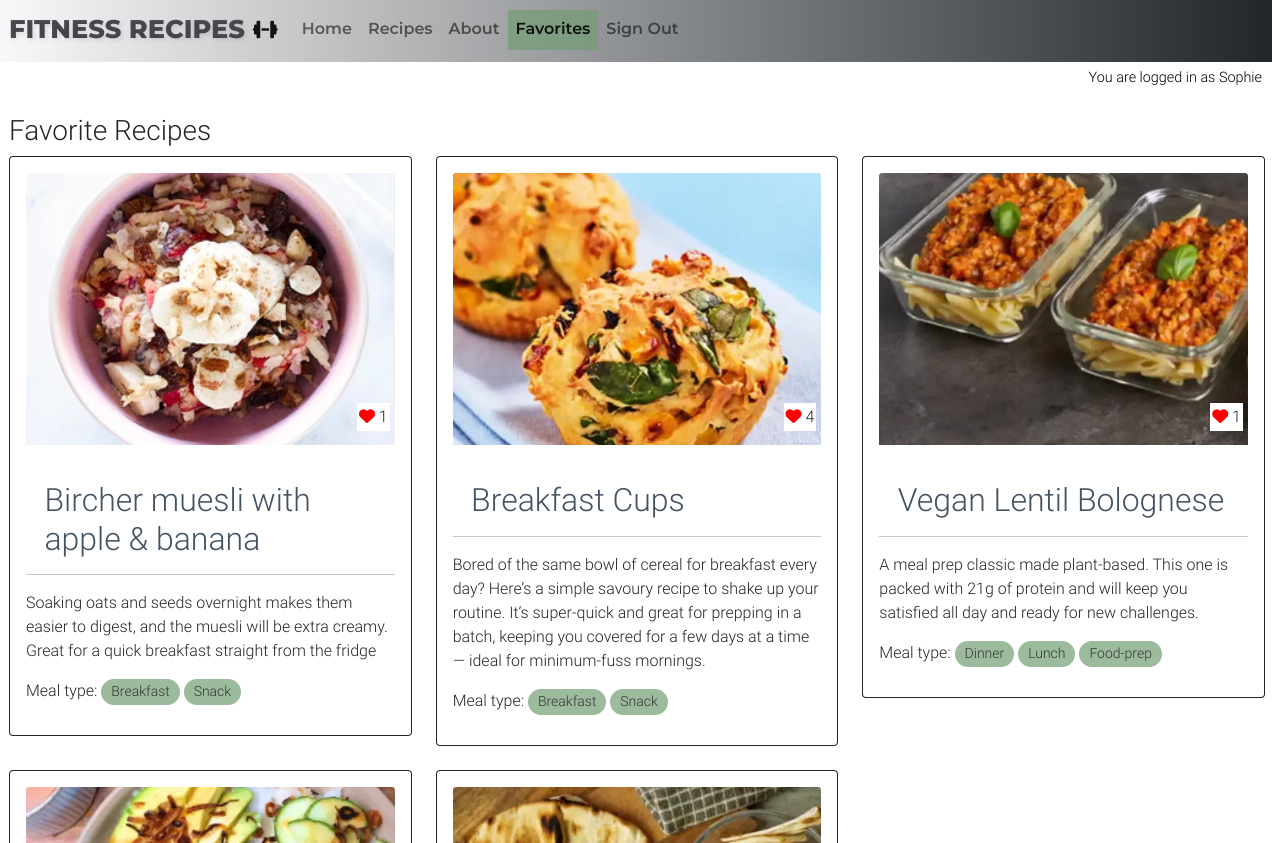 FITNESS RECIPES Home Recipes About Favorites Sign Out
You are logged in as Sophie
Favorite Recipes
1
Bircher muesli with
apple & banana
Soaking oats and seeds overnight makes them
easier to digest, and the muesli will be extra creamy.
Great for a quick breakfast straight from the fridge
Meal type: Breakfast Snack
4
Breakfast Cups
Bored of the same bowl of cereal for breakfast every
day? Here’s a simple savoury recipe to shake up your
routine. It’s super-quick and great for prepping in a
batch, keeping you covered for a few days at a time
— ideal for minimum-fuss mornings.
Meal type: Breakfast Snack
1
Vegan Lentil Bolognese
A meal prep classic made plant-based. This one is
packed with 21g of protein and will keep you
satisfied all day and ready for new challenges.
Meal type: Dinner Lunch Food-prep